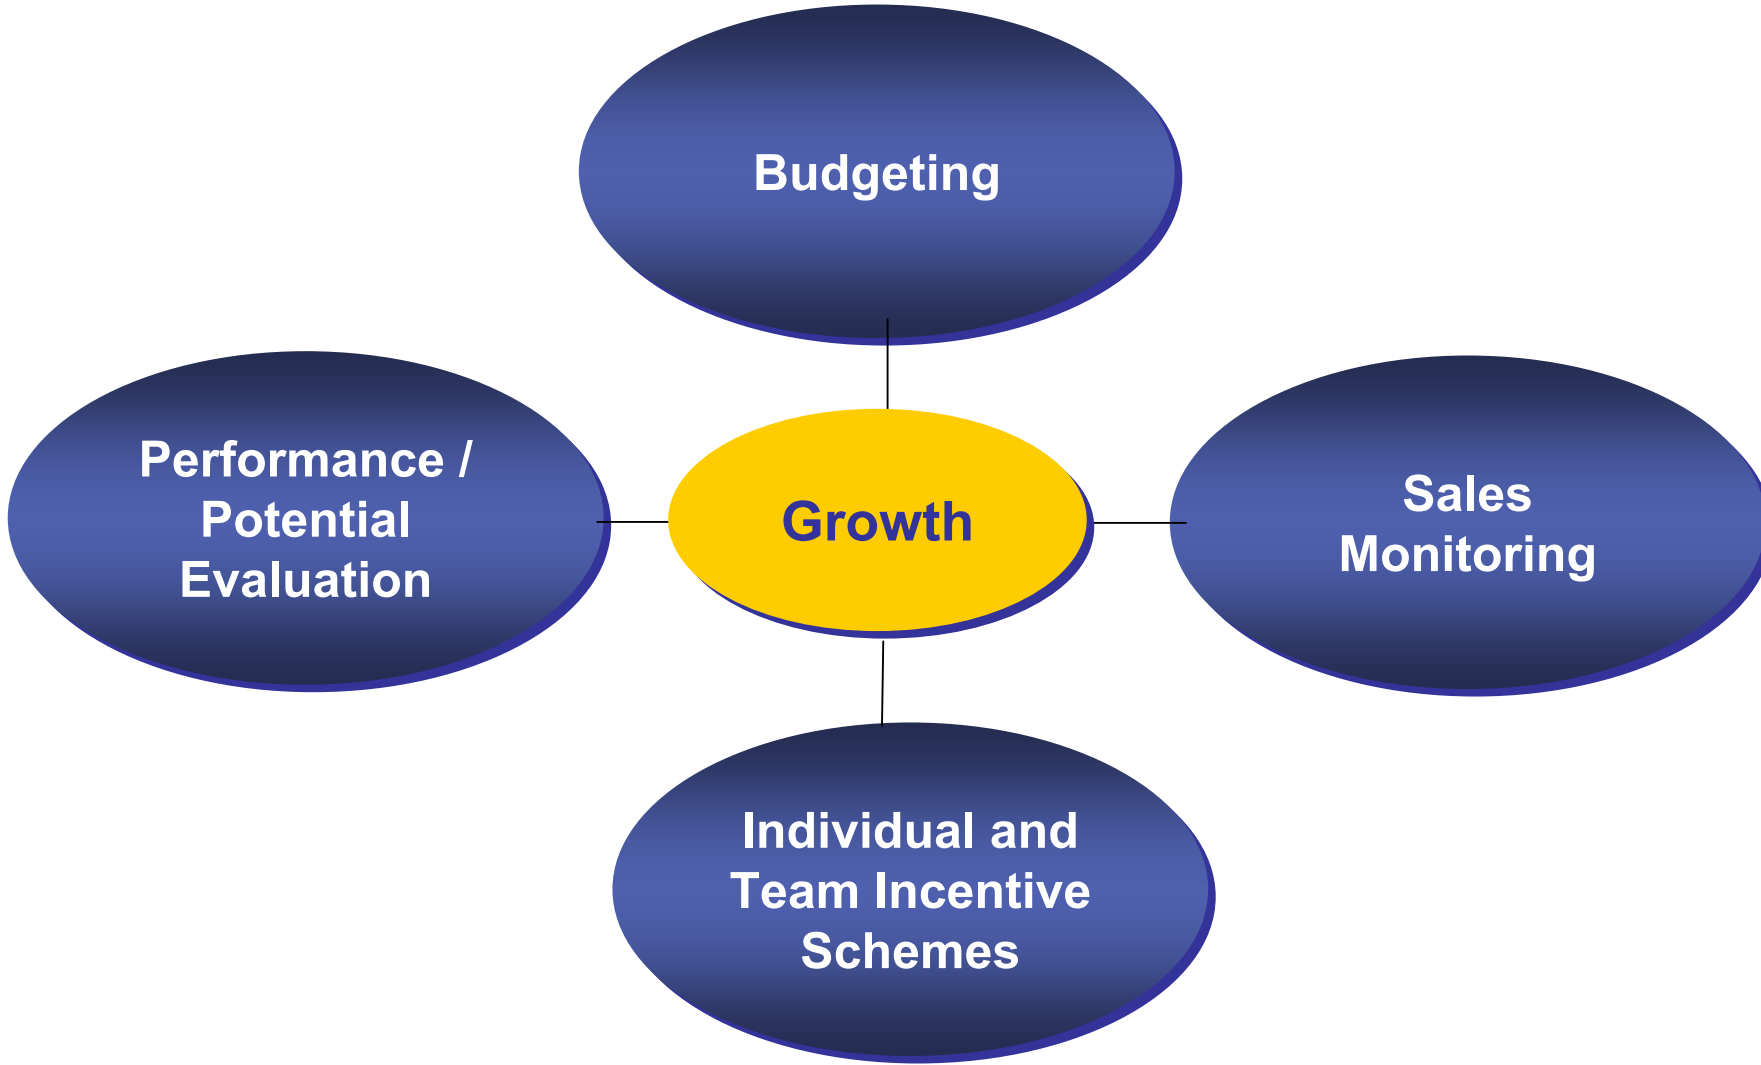 Budgeting
Performance /
Potential
Evaluation
Growth
Sales
Monitoring
Individual and
Team Incentive
Schemes